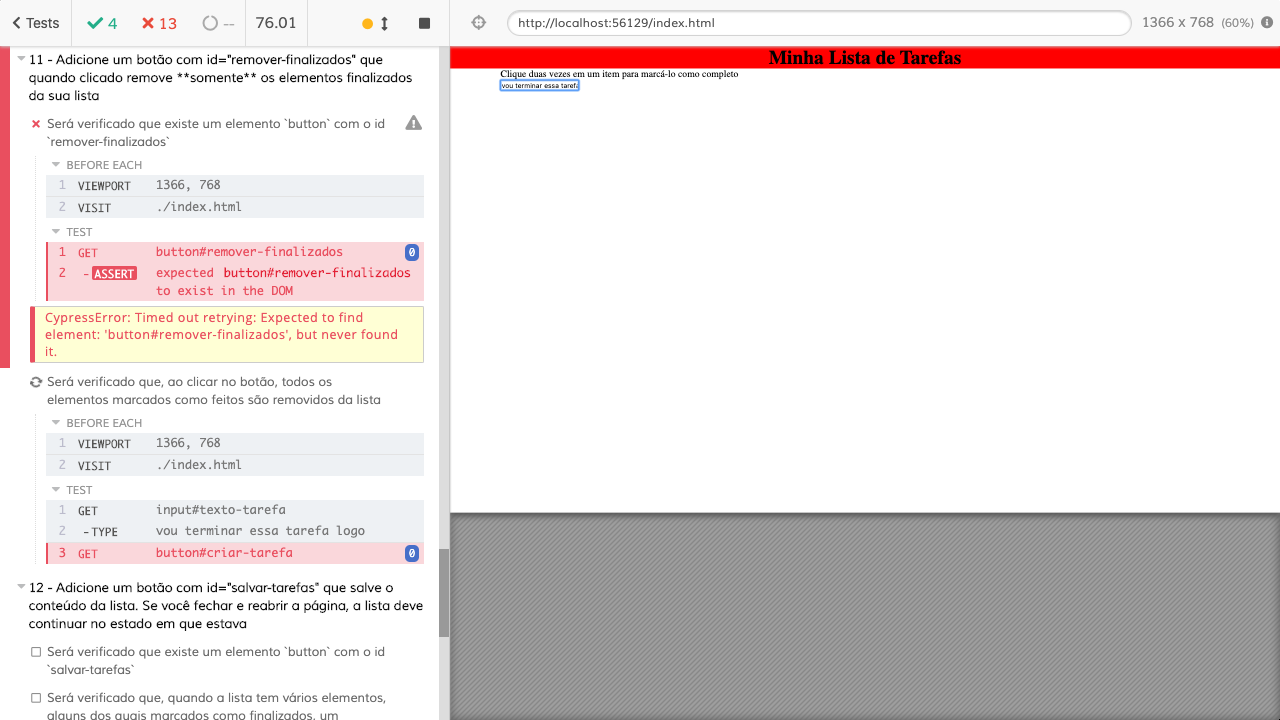 Tests
4
13
--
76.01
http://localhost:56129/index.html
1366 x 768 (60%)
11 - Adicione um botão com id="remover-finalizados" que
quando clicado remove **somente** os elementos finalizados
da sua lista
Será verificado que existe um elemento `button` com o id
`remover-finalizados`
BEFORE EACH
1 VIEWPORT 1366, 768
2 VISIT ./index.html
TEST
1 GET button#remover-finalizados 0
2 -ASSERT expected button#remover-finalizados
to exist in the DOM
CypressError: Timed out retrying: Expected to find
element: 'button#remover-finalizados', but never found
it.
Será verificado que, ao clicar no botão, todos os
elementos marcados como feitos são removidos da lista
BEFORE EACH
1 VIEWPORT 1366, 768
2 VISIT ./index.html
TEST
1 GET input#texto-tarefa
2 -TYPE vou terminar essa tarefa logo
3 GET button#criar-tarefa 0
12 - Adicione um botão com id="salvar-tarefas" que salve o
conteúdo da lista. Se você fechar e reabrir a página, a lista deve
continuar no estado em que estava
Será verificado que existe um elemento `button` com o id
`salvar-tarefas`
Será verificado que, quando a lista tem vários elementos,
alguns dos quais marcados como finalizados, um
Minha Lista de Tarefas
Clique duas vezes em um item para marcá-lo como completo
vou terminar essa taref